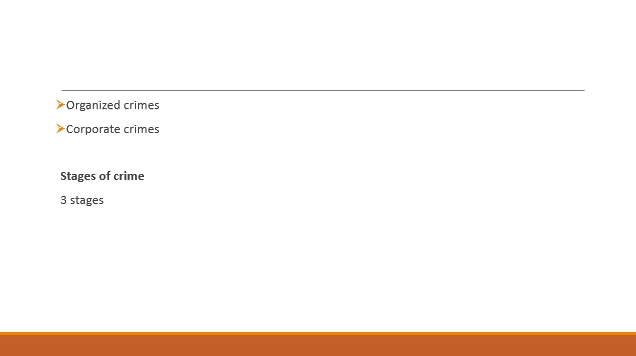 ➢Organized crimes
➢Corporate crimes
Stages of crime
3 stages